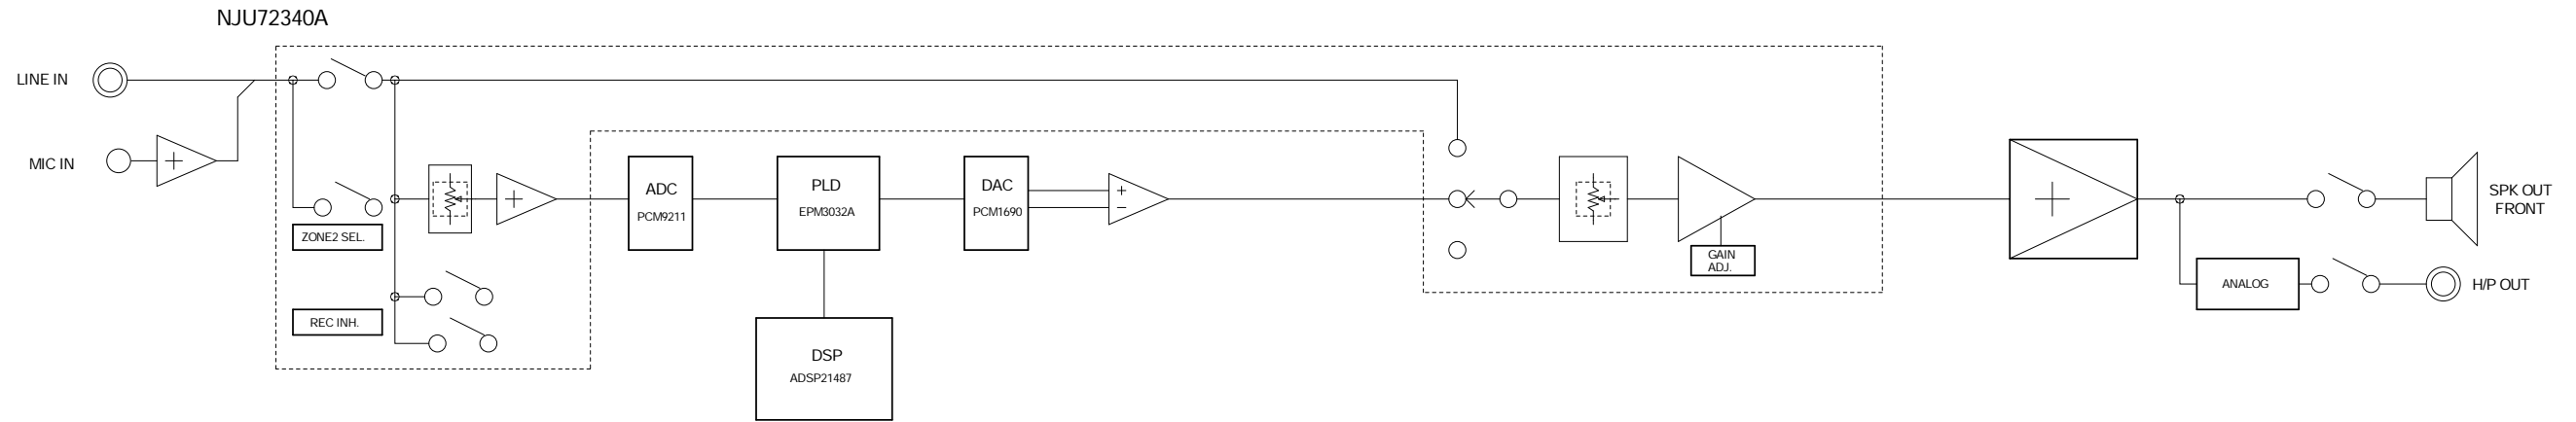 NJU72340A
LINE IN
MIC IN
ZONE2 SEL.
REC INH.
ADC
PCM9211
PLD
EPM3032A
DSP
ADSP21487
DAC
PCM1690
GAIN
ADJ.
ANALOG
SPK OUT
FRONT
H/P OUT